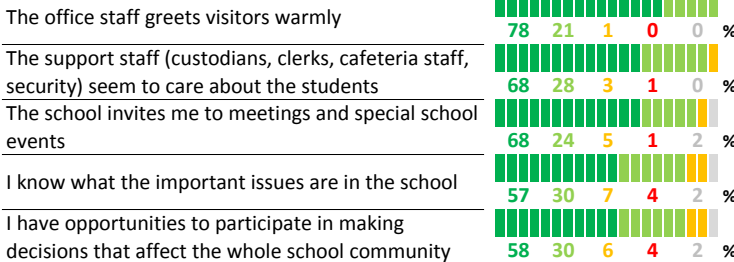 The office staff greets visitors warmly
78 21 1 0 0 %
The support staff (custodians, clerks, cafeteria staff,
security) seem to care about the students
68 28 3 1 0 %
The school invites me to meetings and special school
events
68 24 5 1 2 %
I know what the important issues are in the school
57 30 7 4 2 %
I have opportunities to participate in making
decisions that affect the whole school community
58 30 6 4 2 %